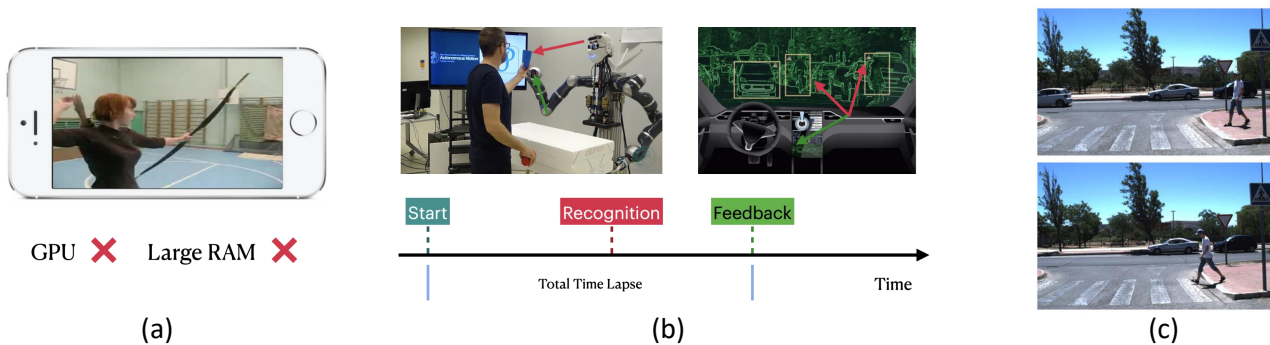 GPU Large RAM
(a)
Autonomous Motion
Start
Recognition
Feedback
Total Time Lapse
Time
(b)
(c)